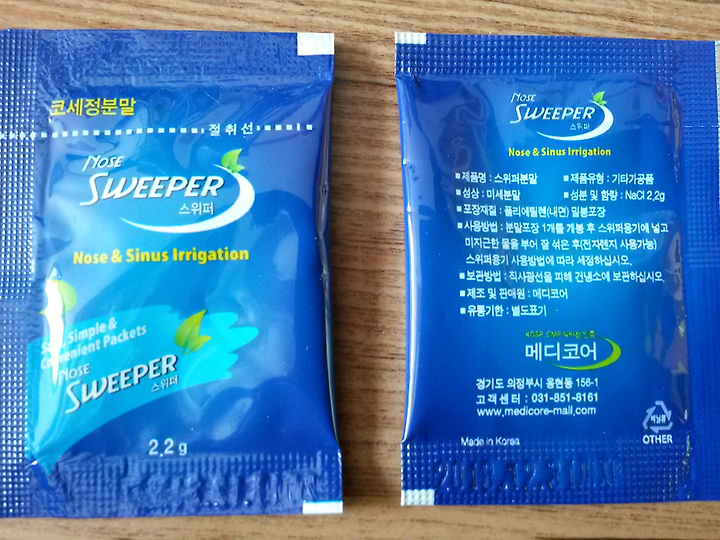 코세정분말
절취선
NOSE
SWEEPER
스위퍼
Nose & Sinus Irrigation
Simple &
Convenient Packets
NOSE
SWEEPER
스위퍼
2.2 g
NOSE
SWEEPER
스위퍼
Nose & Sinus Irrigation
■ 제품명 : 스위퍼분말 ■ 제품유형 : 기타가공품
■ 성상 : 미세분말 ■ 성분 및 함량 : NaCl 2.2g
■ 포장재질 : 폴리에틸렌(내면) 밀봉포장
■ 사용방법 : 분말포장 1개를 개봉 후 스위퍼용기에 넣고
미지근한 물을 부어 잘 섞은 후(전자렌지 사용가능)
스위퍼용기 사용방법에 따라 세정하십시오.
■ 보관방법 : 직사광선을 피해 건냉소에 보관하십시오.
■ 제조 및 판매원 : 메디코어
■ 유통기한 : 별도표기
메디코어
경기도 의정부시 용현동 156-1
고객센터 : 031-851-8161
www.medicore-mall.com
OTHER
Made in Korea